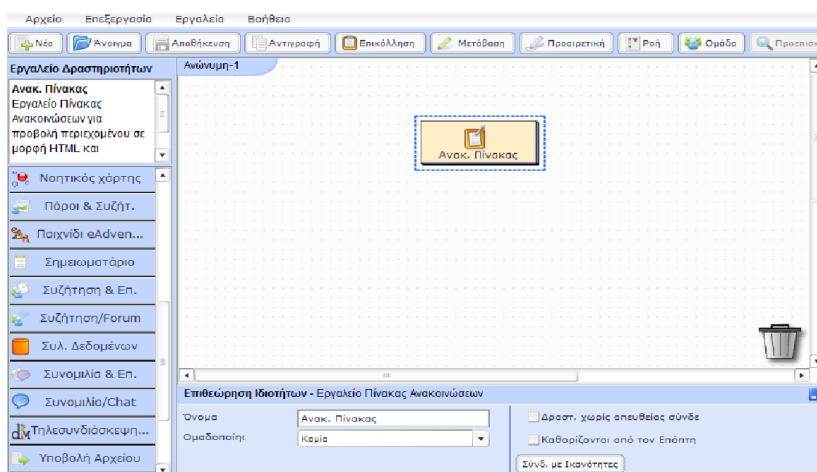 Αρχείο Επεξεργασία Εργαλεία Βοήθεια
Νέο Άνοιγμα Αποθήκευση Αντιγραφή Επικόλληση Μετάβαση Προαιρετική Ροή Ομάδα Προεπισκ
Εργαλείο Δραστηριοτήτων
Ανώνυμη-1
Ανακ. Πίνακας
Εργαλείο Πίνακας
Ανακοινώσεων για
προβολή περιεχομένου σε
μορφή HTML και
Ανακ. Πίνακας
Νοητικός χάρτης
Πόροι & Συζήτ.
Παιχνίδι eAdven...
Σημειωματάριο
Συζήτηση & Επ.
Συζήτηση/Forum
Συλ. Δεδομένων
Συνομιλία & Επ.
Συνομιλία/Chat
Τηλεσυνδιάσκεψη...
Υποβολή Αρχείου
Επιθεώρηση Ιδιοτήτων - Εργαλείο Πίνακας Ανακοινώσεων
Όνομα Ανακ. Πίνακας
Ομαδοποίη Καμία
Δραστ. χωρίς απευθείας σύνδε
Καθορίζονται από τον Επόπτη
Σύνδ. με Ικανότητες